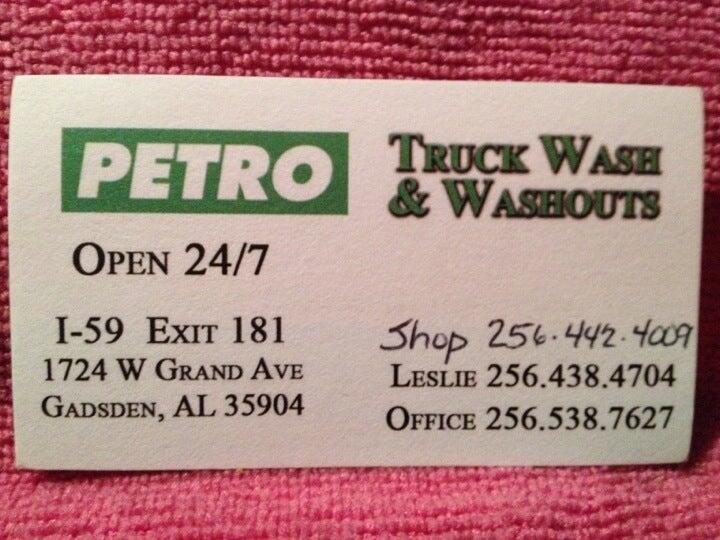 PETRO
TRUCK WASH
& WASHOUTS
OPEN 24/7
I-59 EXIT 181
1724 W GRAND AVE
GADSDEN, AL 35904
Shop 256.442.4009
LESLIE 256.438.4704
OFFICE 256.538.7627